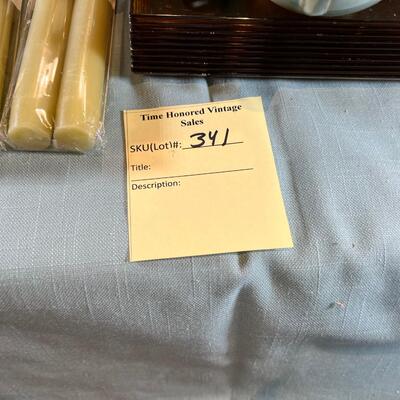 Time Honored Vintage
Sales
SKU(Lot)#: 341
Title:
Description: